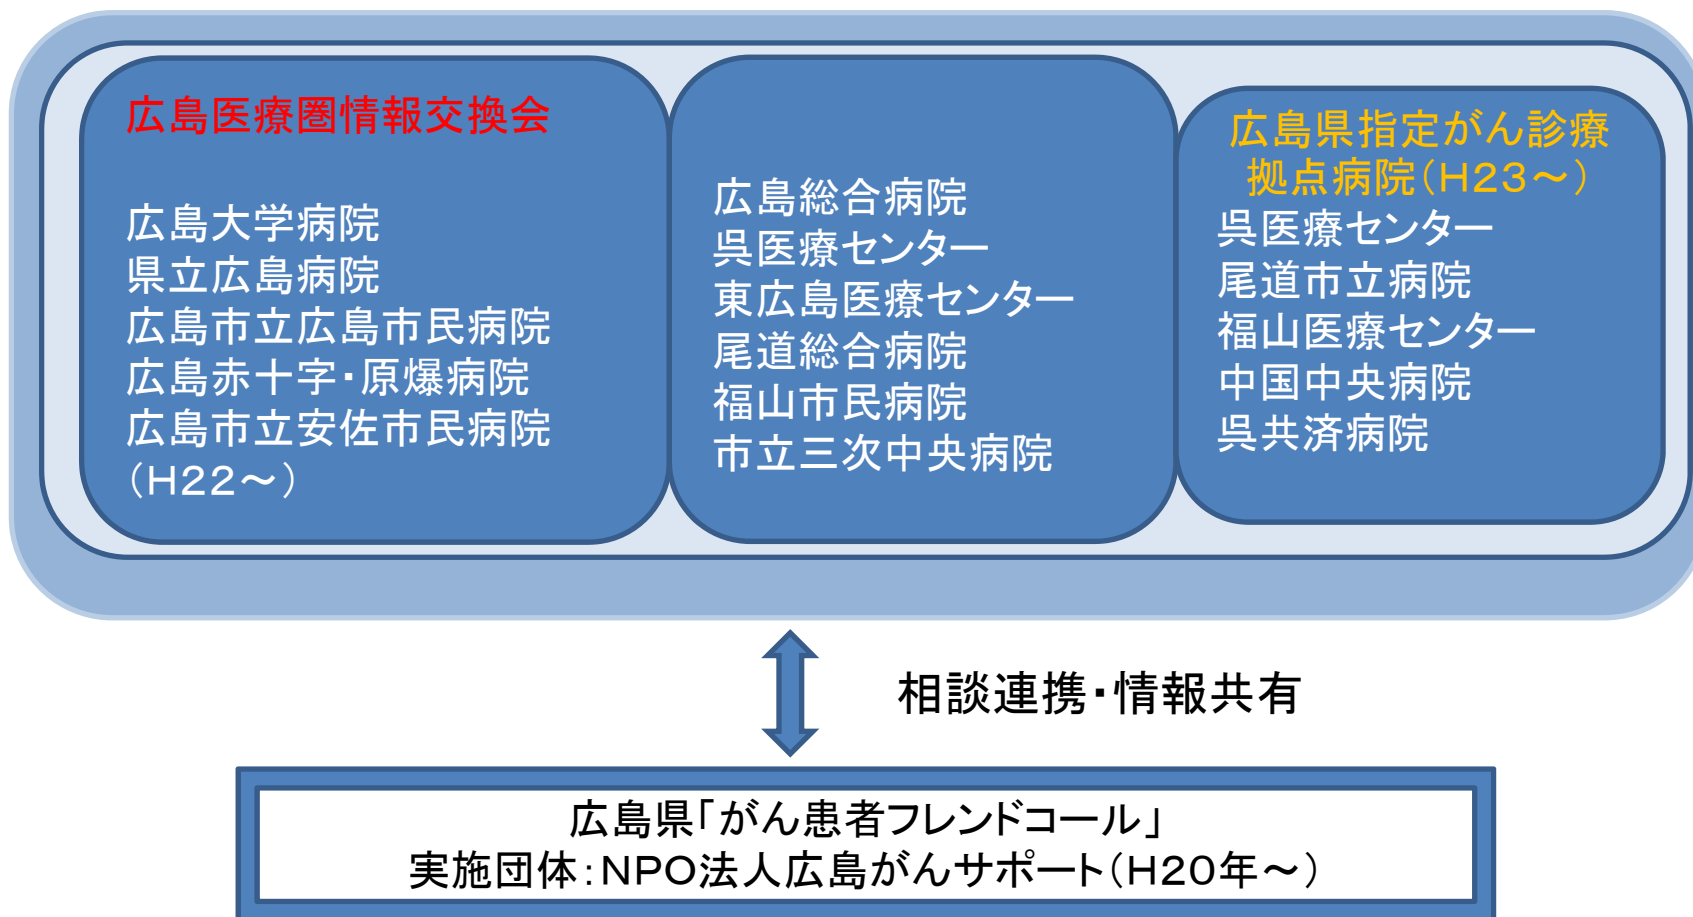 広島医療圏情報交換会
広島大学病院
県立広島病院
広島市立広島市民病院
広島赤十字・原爆病院
広島市立安佐市民病院
（H22～）
広島総合病院
呉医療センター
東広島医療センター
尾道総合病院
福山市民病院
市立三次中央病院
広島県指定がん診療
拠点病院（H23～）
呉医療センター
尾道市立病院
福山医療センター
中国中央病院
呉共済病院
相談連携・情報共有
広島県「がん患者フレンドコール」
実施団体：NPO法人広島がんサポート（H20年～）